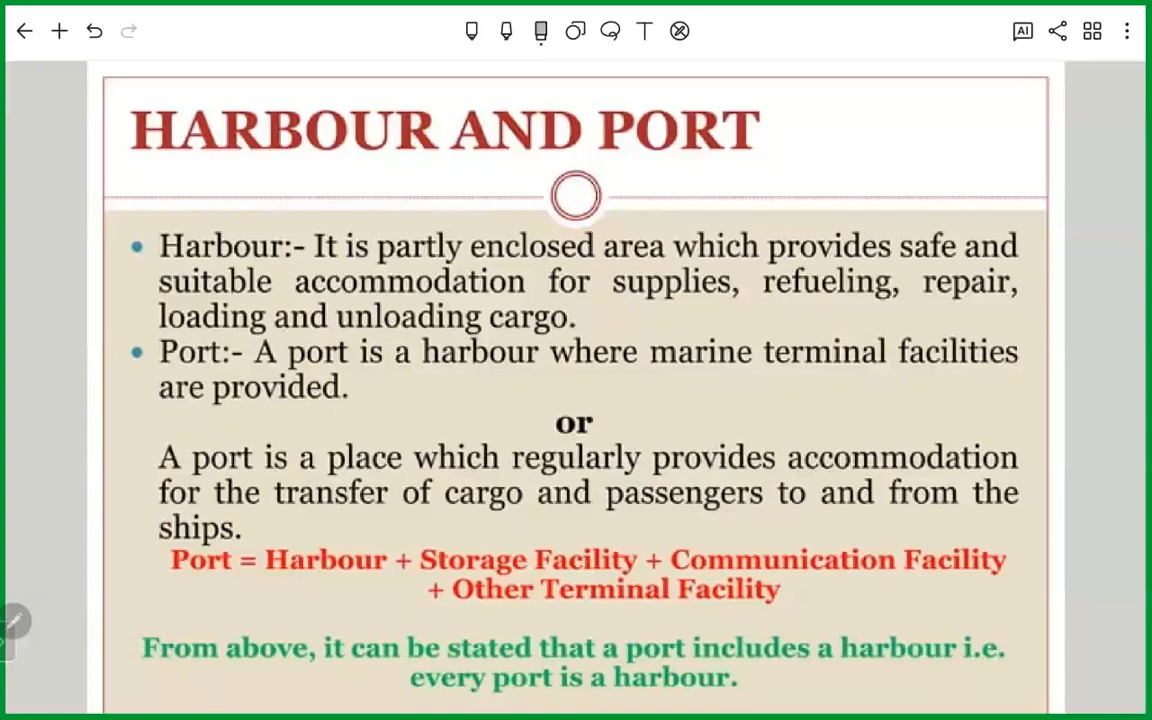 AI
T
HARBOUR AND PORT
• Harbour:- It is partly enclosed area which provides safe and
suitable accommodation for supplies, refueling, repair,
loading and unloading cargo.
• Port:- A port is a harbour where marine terminal facilities
are provided.
or
A port is a place which regularly provides accommodation
for the transfer of cargo and passengers to and from the
ships.
Port = Harbour + Storage Facility + Communication Facility
+ Other Terminal Facility
From above, it can be stated that a port includes a harbour i.e.
every port is a harbour.